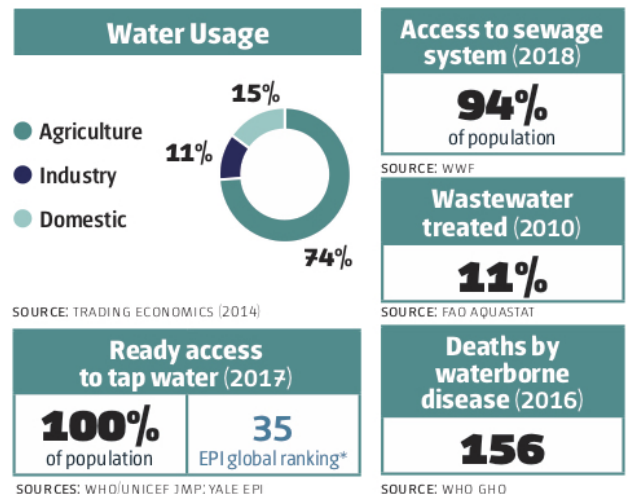 Water Usage
15%
Agriculture
11%
Industry
Domestic
74%
SOURCE: TRADING ECONOMICS (2014)
Ready access
to tap water (2017)
100%
of population
35
EPI global ranking*
SOURCES: WHO/UNICEF JMP; YALE EPI
Access to sewage
system (2018)
94%
of population
SOURCE: WWF
Wastewater
treated (2010)
11%
SOURCE: FAO AQUASTAT
Deaths by
waterborne
disease (2016)
156
SOURCE: WHO GHO